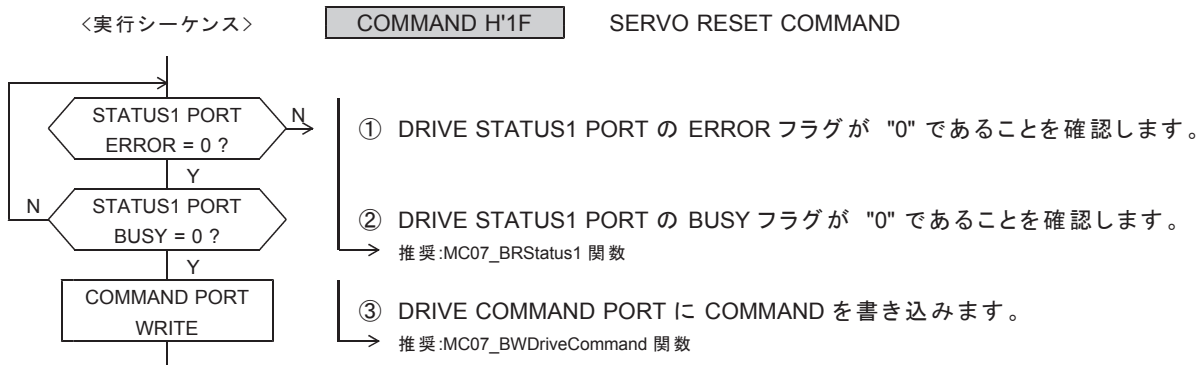 <実行シーケンス> COMMAND H'1F SERVO RESET COMMAND
STATUS1 PORT
ERROR = 0 ?
N
Y
① DRIVE STATUS1 PORT の ERROR フラグが "0" であることを確認します。
N
STATUS1 PORT
BUSY = 0 ?
Y
② DRIVE STATUS1 PORT の BUSY フラグが "0" であることを確認します。
推奨:MC07_BRStatus1 関数
COMMAND PORT
WRITE
③ DRIVE COMMAND PORT に COMMAND を書き込みます。
推奨:MC07_BWDriveCommand 関数